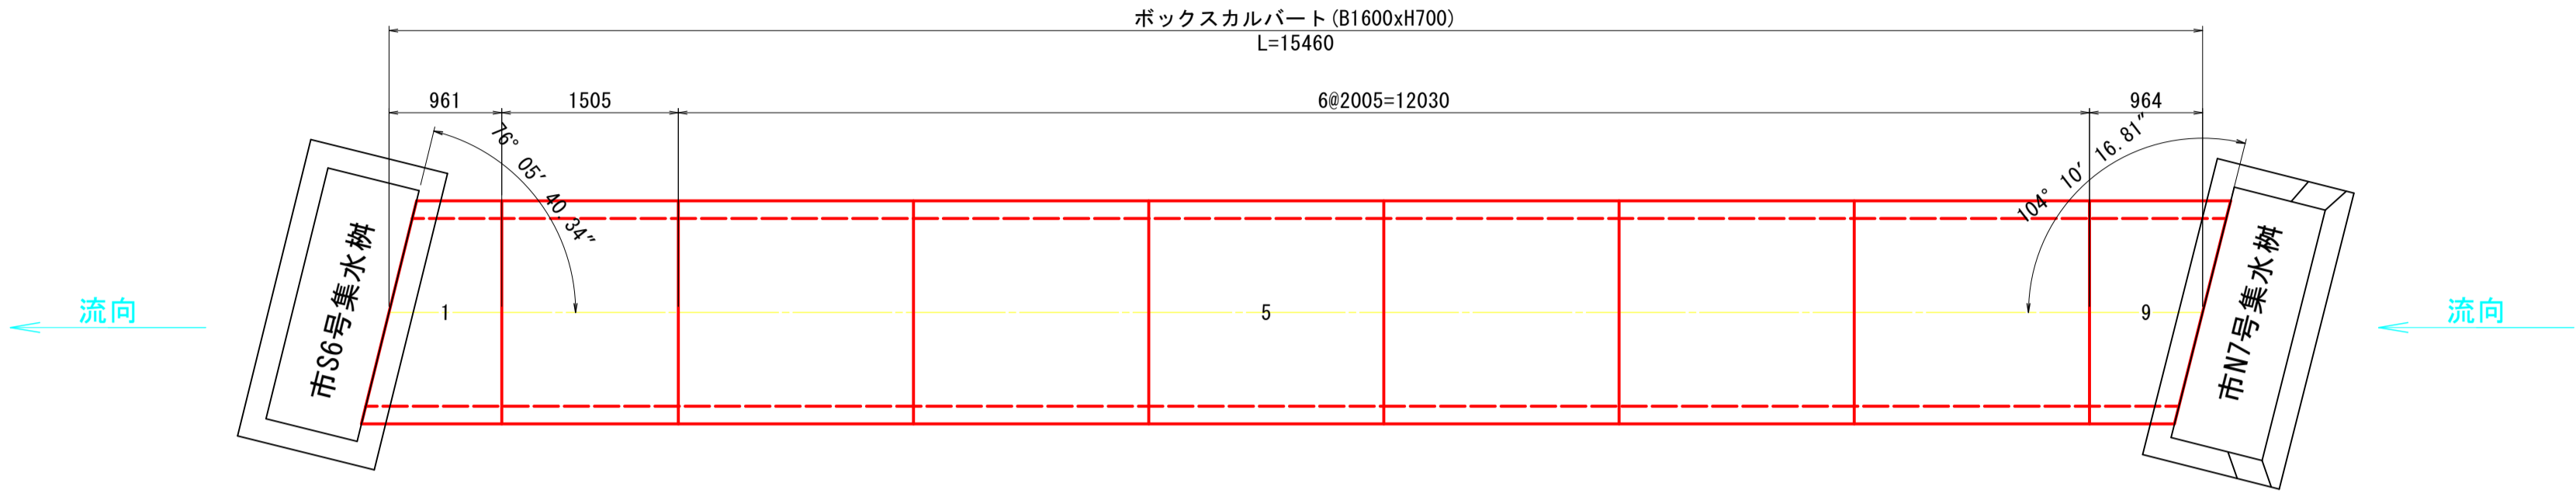 ボックスカルバート(B1600xH700)
L=15460
961
1505
6@2005=12030
964
76° 05′ 40.34″
104° 10′ 16.81″
市S6号集水桝
市N7号集水桝
流向
流向
1
5
9